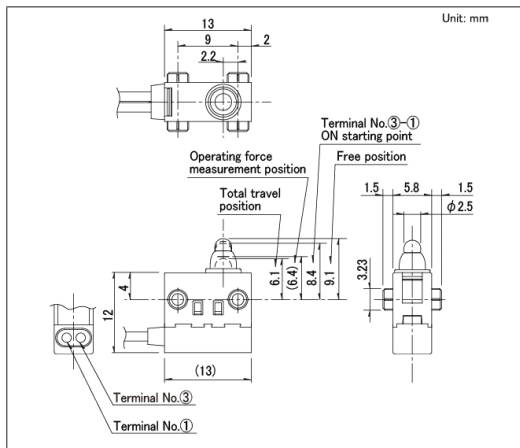 Unit: mm
13
9
2
2.2
Terminal No.③-①
ON starting point
Operating force
measurement position
Free position
Total travel
position
1.5
5.8
1.5
φ2.5
6.1
(6.4)
8.4
9.1
3.23
4
12
(13)
Terminal No.③
Terminal No.①